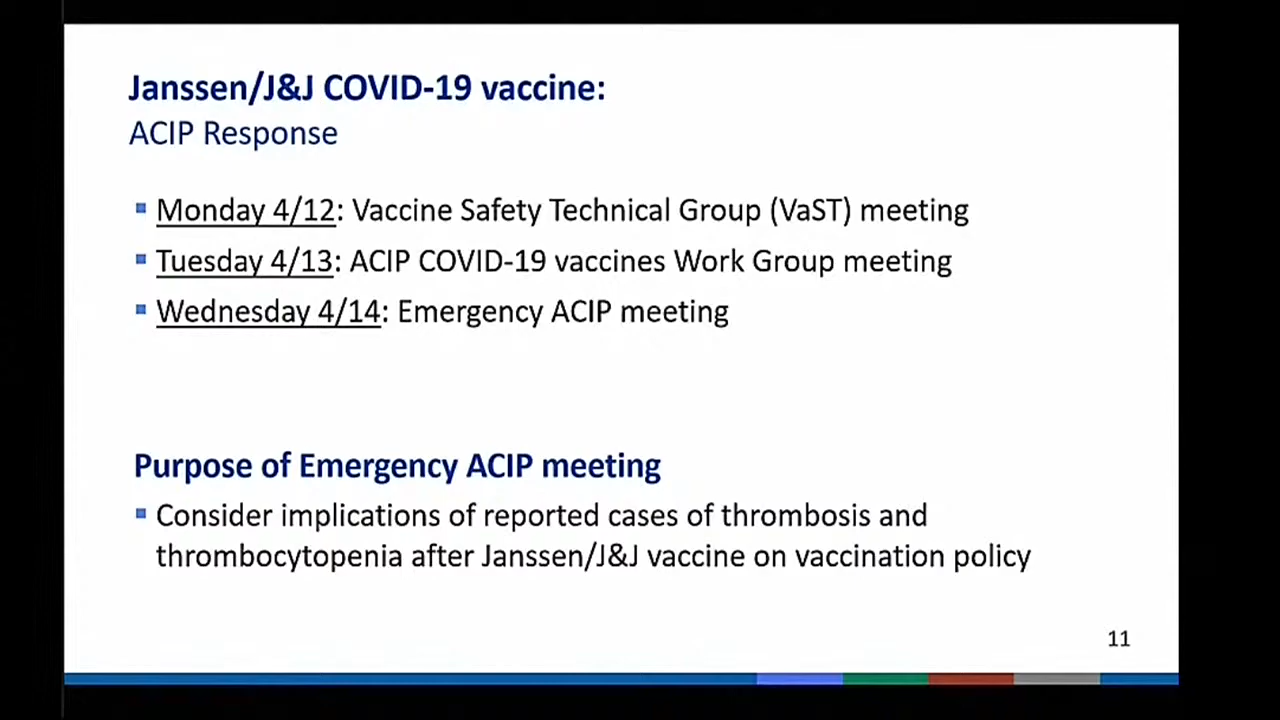 Janssen/J&J COVID-19 vaccine:
ACIP Response
▪ Monday 4/12: Vaccine Safety Technical Group (VaST) meeting
▪ Tuesday 4/13: ACIP COVID-19 vaccines Work Group meeting
▪ Wednesday 4/14: Emergency ACIP meeting
Purpose of Emergency ACIP meeting
▪ Consider implications of reported cases of thrombosis and
thrombocytopenia after Janssen/J&J vaccine on vaccination policy
11